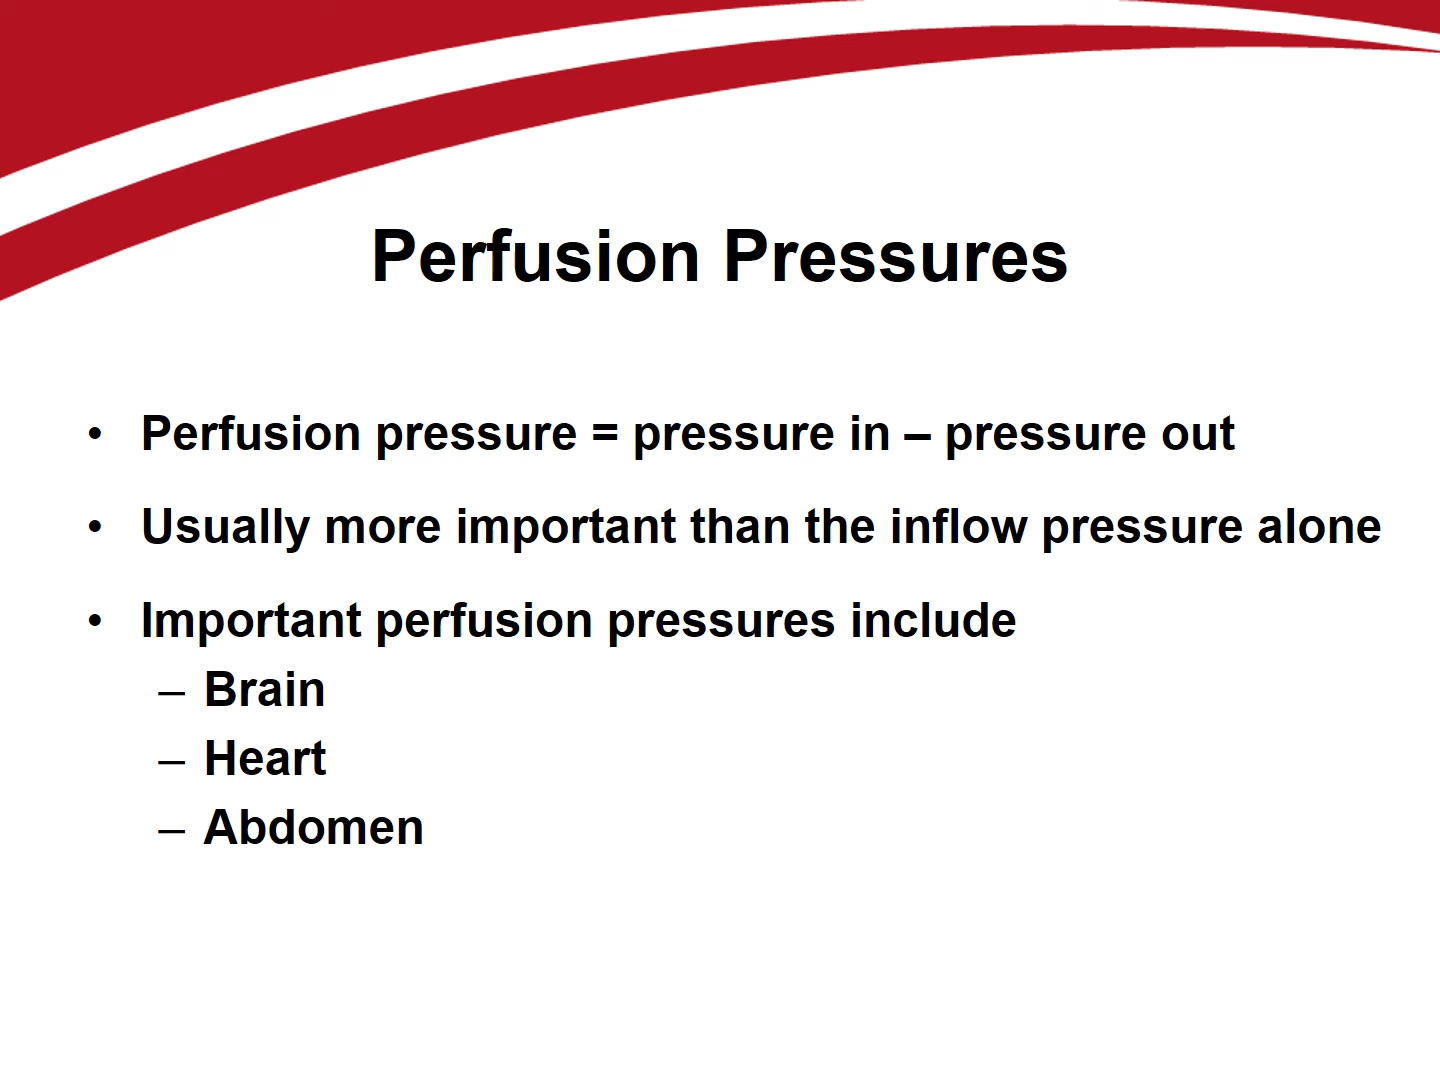 Perfusion Pressures
• Perfusion pressure = pressure in – pressure out
• Usually more important than the inflow pressure alone
• Important perfusion pressures include
– Brain
– Heart
– Abdomen